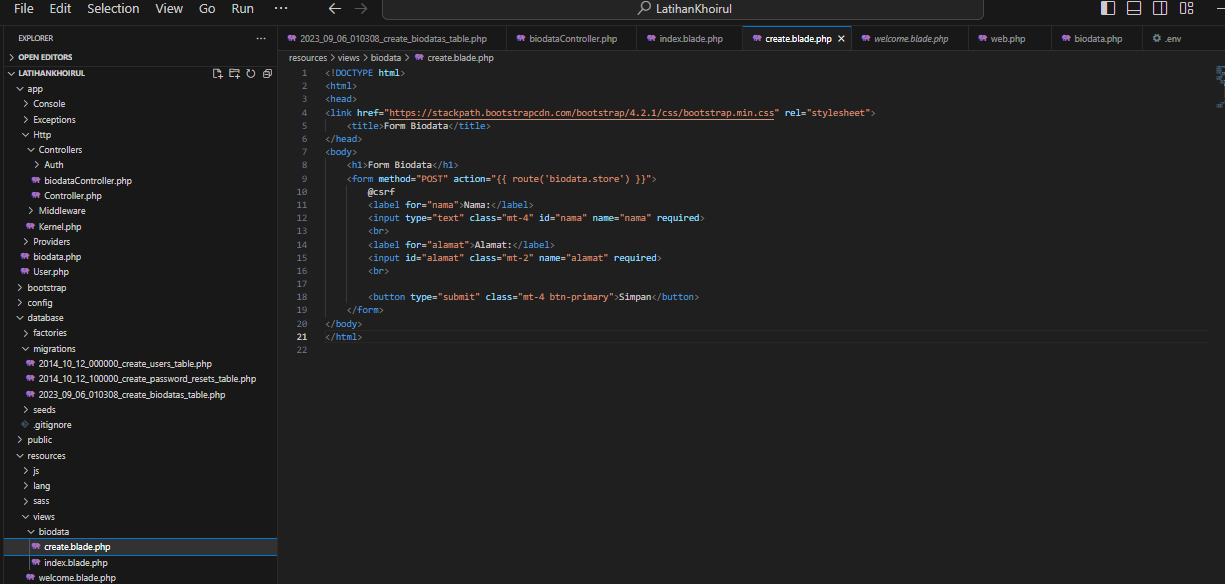 File Edit Selection View Go Run ··· ← → LatihanKhoirul
EXPLORER ···
OPEN EDITORS
LATIHANKHOIRUL
app
Console
Exceptions
Http
Controllers
Auth
biodataController.php
Controller.php
Middleware
Kernel.php
Providers
biodata.php
User.php
bootstrap
config
database
factories
migrations
2014_10_12_000000_create_users_table.php
2014_10_12_100000_create_password_resets_table.php
2023_09_06_010308_create_biodatas_table.php
seeds
.gitignore
public
resources
js
lang
sass
views
biodata
create.blade.php
index.blade.php
welcome.blade.php
2023_09_06_010308_create_biodatas_table.php biodataController.php index.blade.php create.blade.php × welcome.blade.php web.php biodata.php .env
resources > views > biodata > create.blade.php
1 <!DOCTYPE html>
2 <html>
3 <head>
4 <link href="https://stackpath.bootstrapcdn.com/bootstrap/4.2.1/css/bootstrap.min.css" rel="stylesheet">
5 <title>Form Biodata</title>
6 </head>
7 <body>
8 <h1>Form Biodata</h1>
9 <form method="POST" action="{{ route('biodata.store') }}">
10 @csrf
11 <label for="nama">Nama:</label>
12 <input type="text" class="mt-4" id="nama" name="nama" required>
13 <br>
14 <label for="alamat">Alamat:</label>
15 <input id="alamat" class="mt-2" name="alamat" required>
16 <br>
17
18 <button type="submit" class="mt-4 btn-primary">Simpan</button>
19 </form>
20 </body>
21 </html>
22